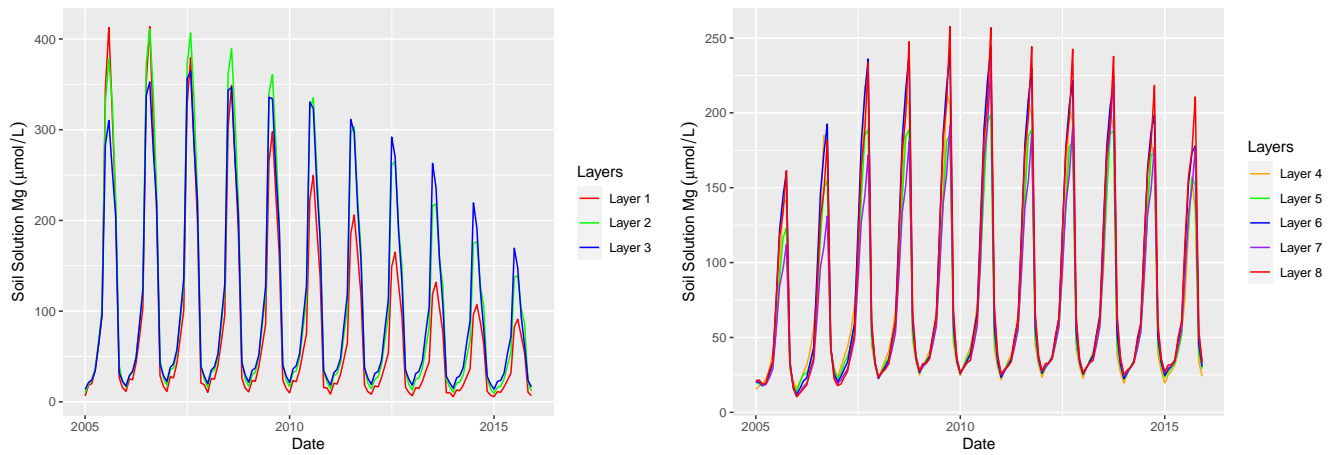 Soil Solution Mg (μmol/L)
400
300
200
100
0
2005
2010
2015
Date
Layers
Layer 1
Layer 2
Layer 3
Soil Solution Mg (μmol/L)
250
200
150
100
50
0
2005
2010
2015
Date
Layers
Layer 4
Layer 5
Layer 6
Layer 7
Layer 8